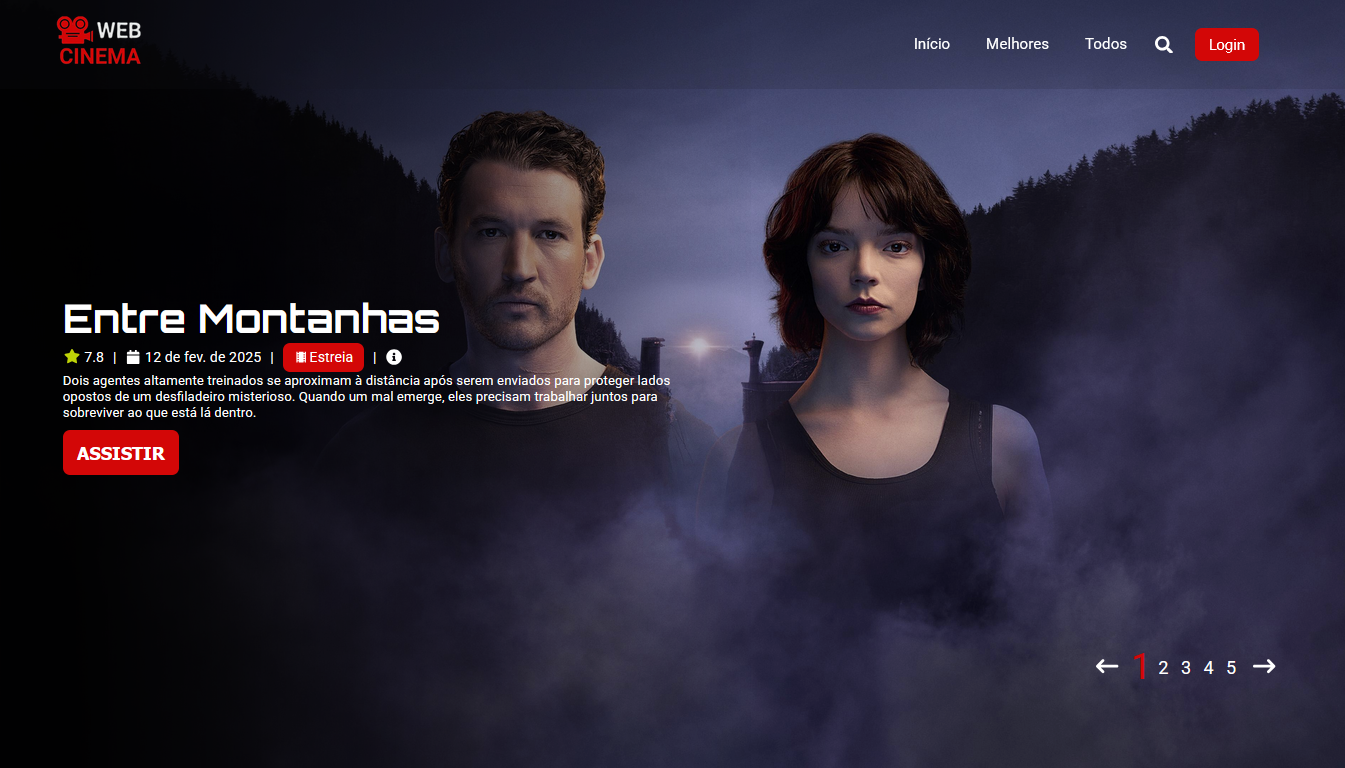 WEB
CINEMA
Início Melhores Todos Login
Entre Montanhas
7.8 | 12 de fev. de 2025 | Estreia |
Dois agentes altamente treinados se aproximam à distância após serem enviados para proteger lados
opostos de um desfiladeiro misterioso. Quando um mal emerge, eles precisam trabalhar juntos para
sobreviver ao que está lá dentro.
ASSISTIR
1 2 3 4 5